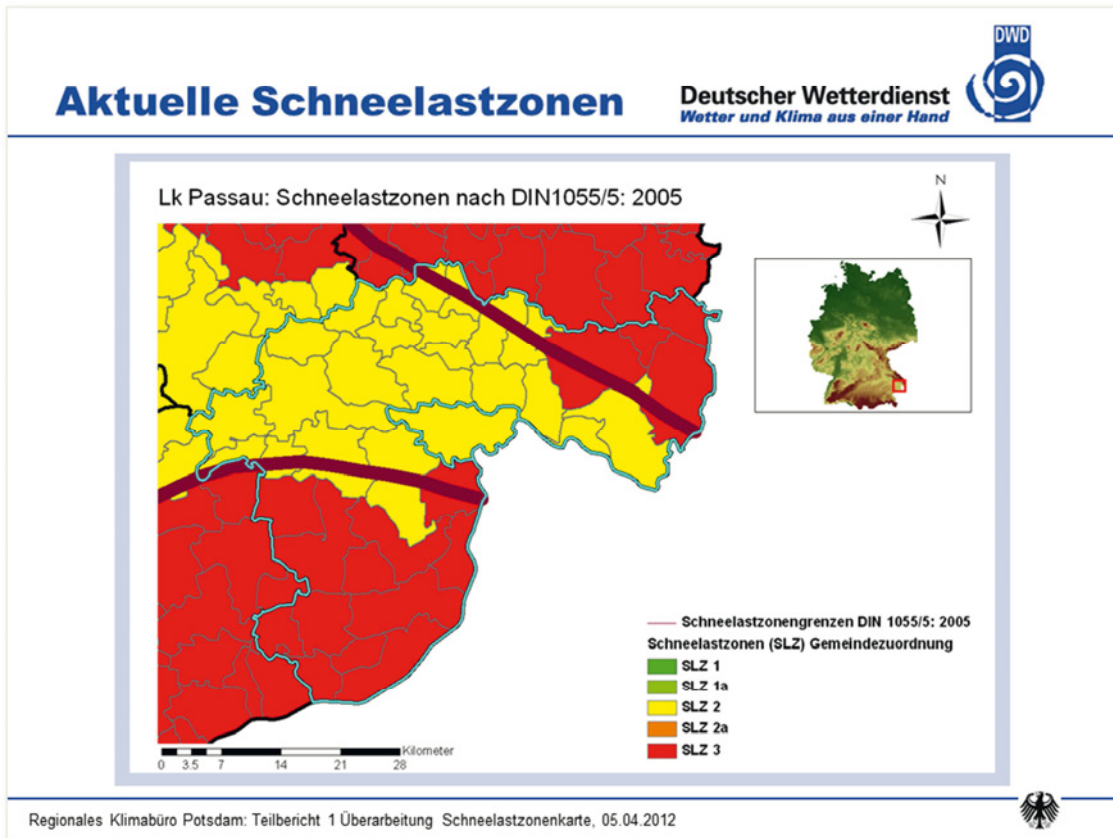 DWD
Aktuelle Schneelastzonen
Deutscher Wetterdienst
Wetter und Klima aus einer Hand
Lk Passau: Schneelastzonen nach DIN1055/5: 2005
N
Schneelastzonengrenzen DIN 1055/5: 2005
Schneelastzonen (SLZ) Gemeindezuordnung
SLZ 1
SLZ 1a
SLZ 2
SLZ 2a
SLZ 3
Kilometer
0 3.5 7 14 21 28
Regionales Klimabüro Potsdam: Teilbericht 1 Überarbeitung Schneelastzonenkarte, 05.04.2012